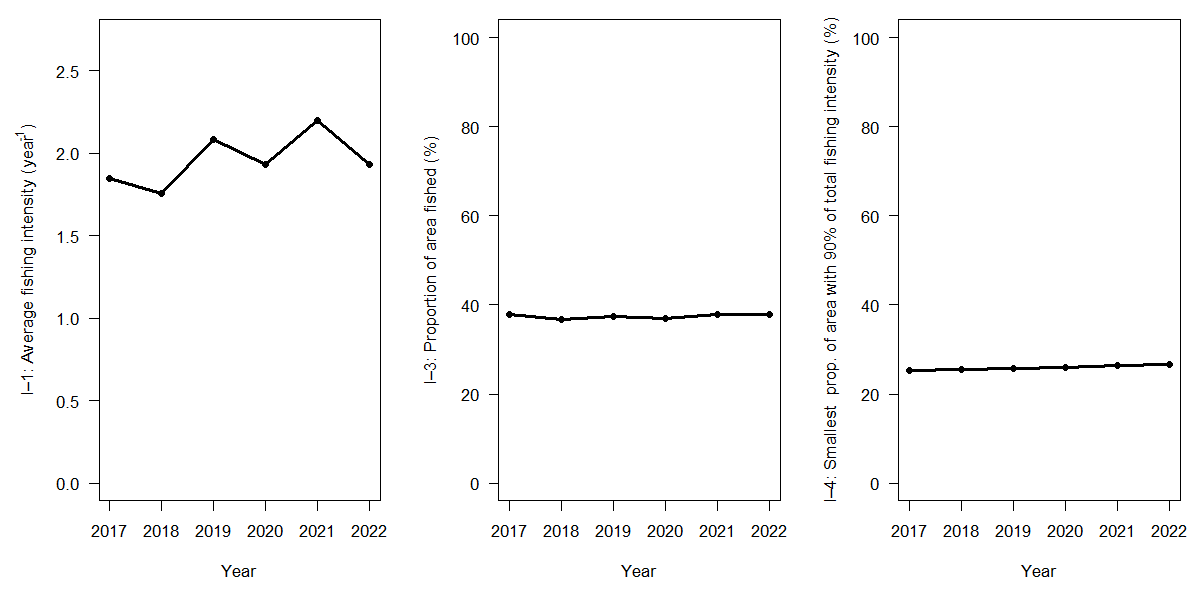 I−1: Average fishing intensity (year⁻¹)
2.5
2.0
1.5
1.0
0.5
0.0
2017 2018 2019 2020 2021 2022
Year
I−3: Proportion of area fished (%)
100
80
60
40
20
0
2017 2018 2019 2020 2021 2022
Year
I−4: Smallest prop. of area with 90% of total fishing intensity (%)
100
80
60
40
20
0
2017 2018 2019 2020 2021 2022
Year